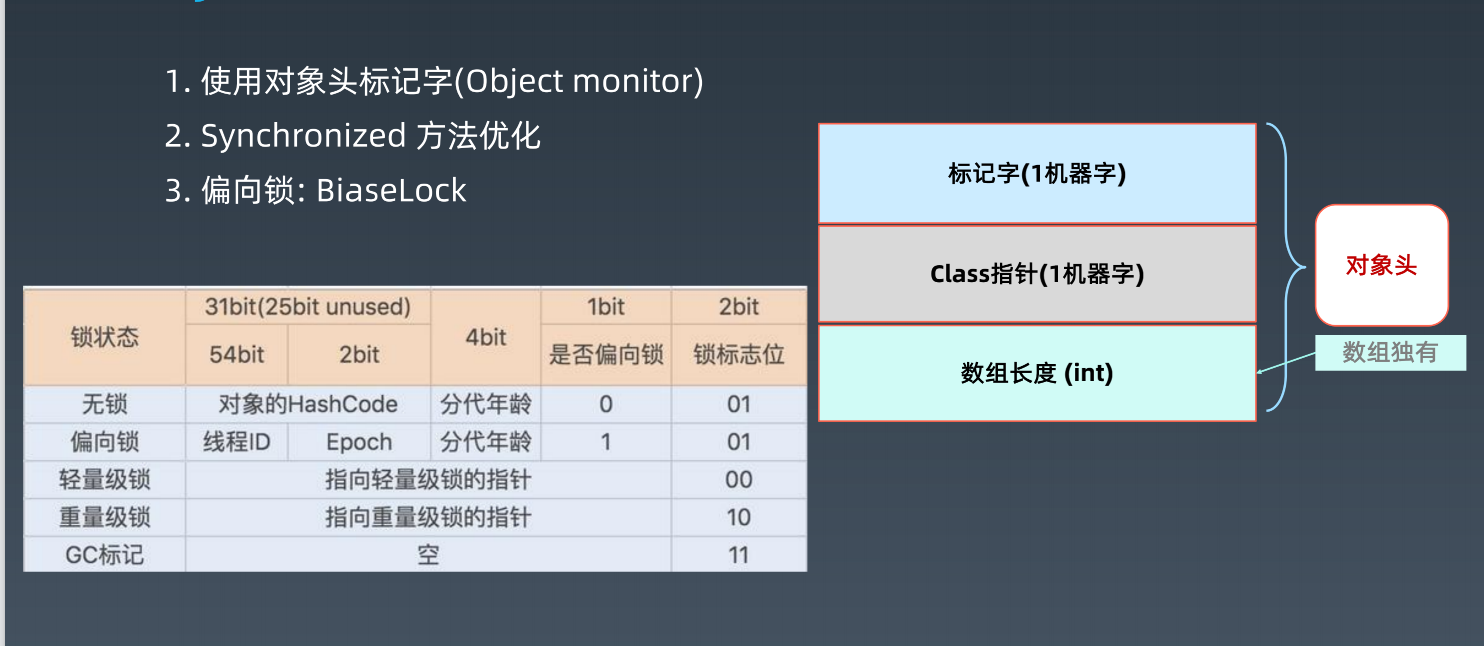 1. 使用对象头标记字(Object monitor)
2. Synchronized 方法优化
3. 偏向锁: BiaseLock
标记字(1机器字)
Class指针(1机器字)
数组长度 (int)
对象头
数组独有
锁状态
31bit(25bit unused)
54bit
2bit
4bit
1bit
是否偏向锁
2bit
锁标志位
无锁 对象的HashCode 分代年龄 0 01
偏向锁 线程ID Epoch 分代年龄 1 01
轻量级锁 指向轻量级锁的指针 00
重量级锁 指向重量级锁的指针 10
GC标记 空 11